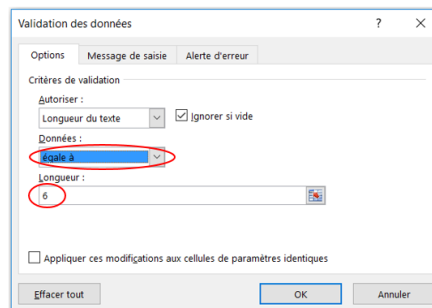 Validation des données ? ×
Options Message de saisie Alerte d'erreur
Critères de validation
Autoriser :
Longueur du texte Ignorer si vide
Données :
égale à
Longueur :
6
Appliquer ces modifications aux cellules de paramètres identiques
Effacer tout OK Annuler